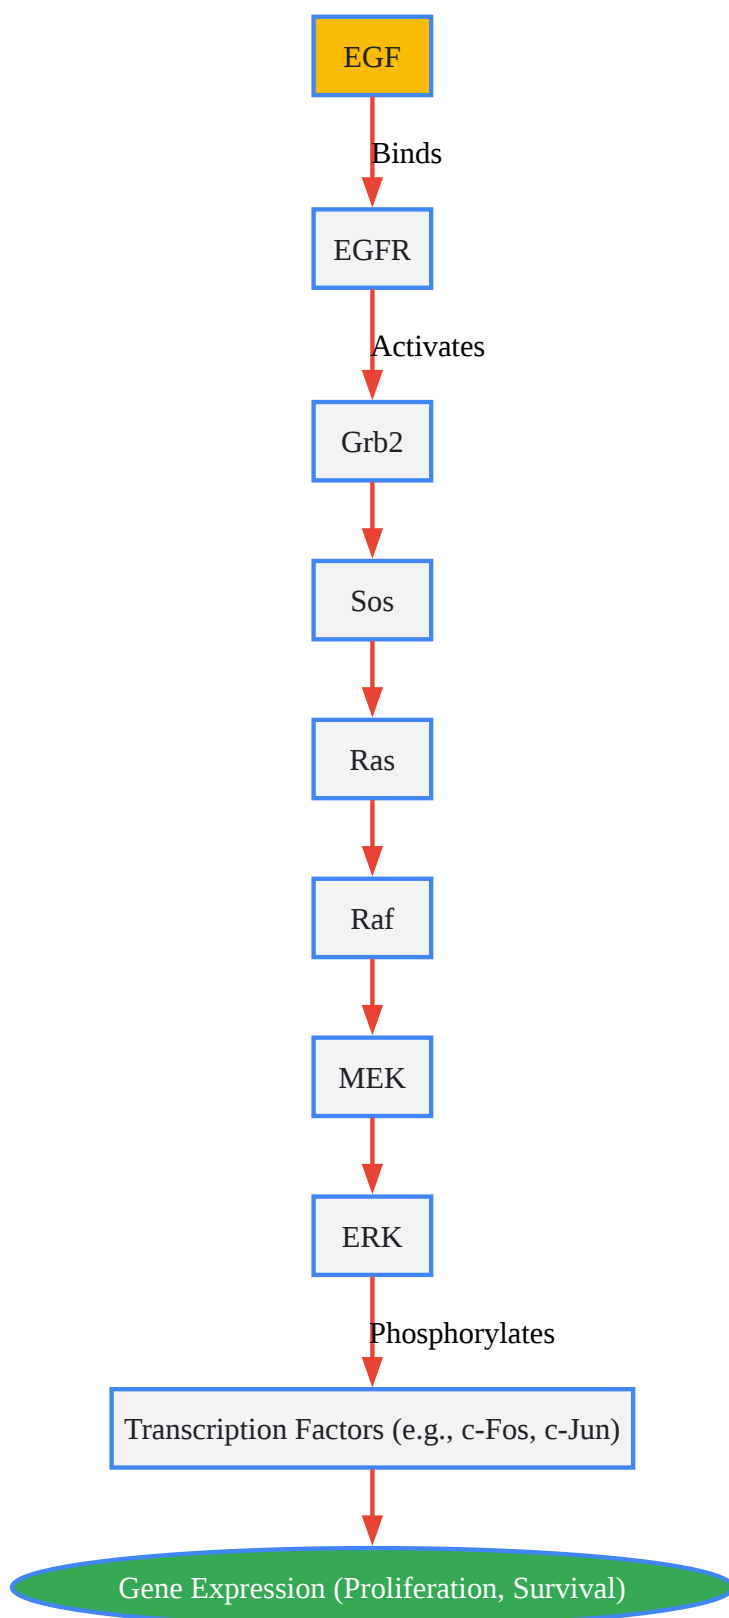 EGF
Binds
EGFR
Activates
Grb2
Sos
Ras
Raf
MEK
ERK
Phosphorylates
Transcription Factors (e.g., c-Fos, c-Jun)
Gene Expression (Proliferation, Survival)